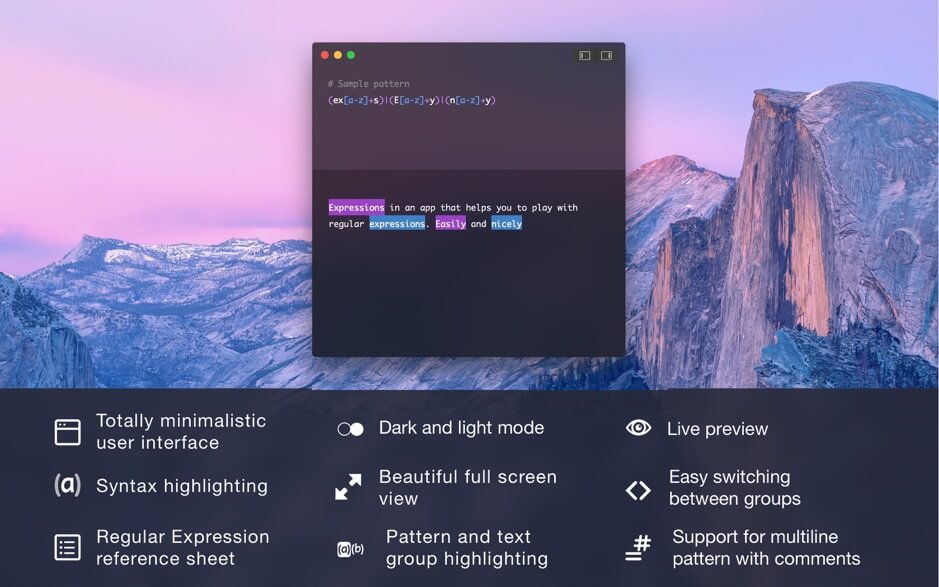 # Sample pattern
(ex[a-z]+s)|(E[a-z]+y)|(n[a-z]+y)
Expressions in an app that helps you to play with
regular expressions. Easily and nicely
Totally minimalistic
user interface
Dark and light mode
Live preview
(a) Syntax highlighting
Beautiful full screen
view
Easy switching
between groups
Regular Expression
reference sheet
(a)(b) Pattern and text
group highlighting
# Support for multiline
pattern with comments